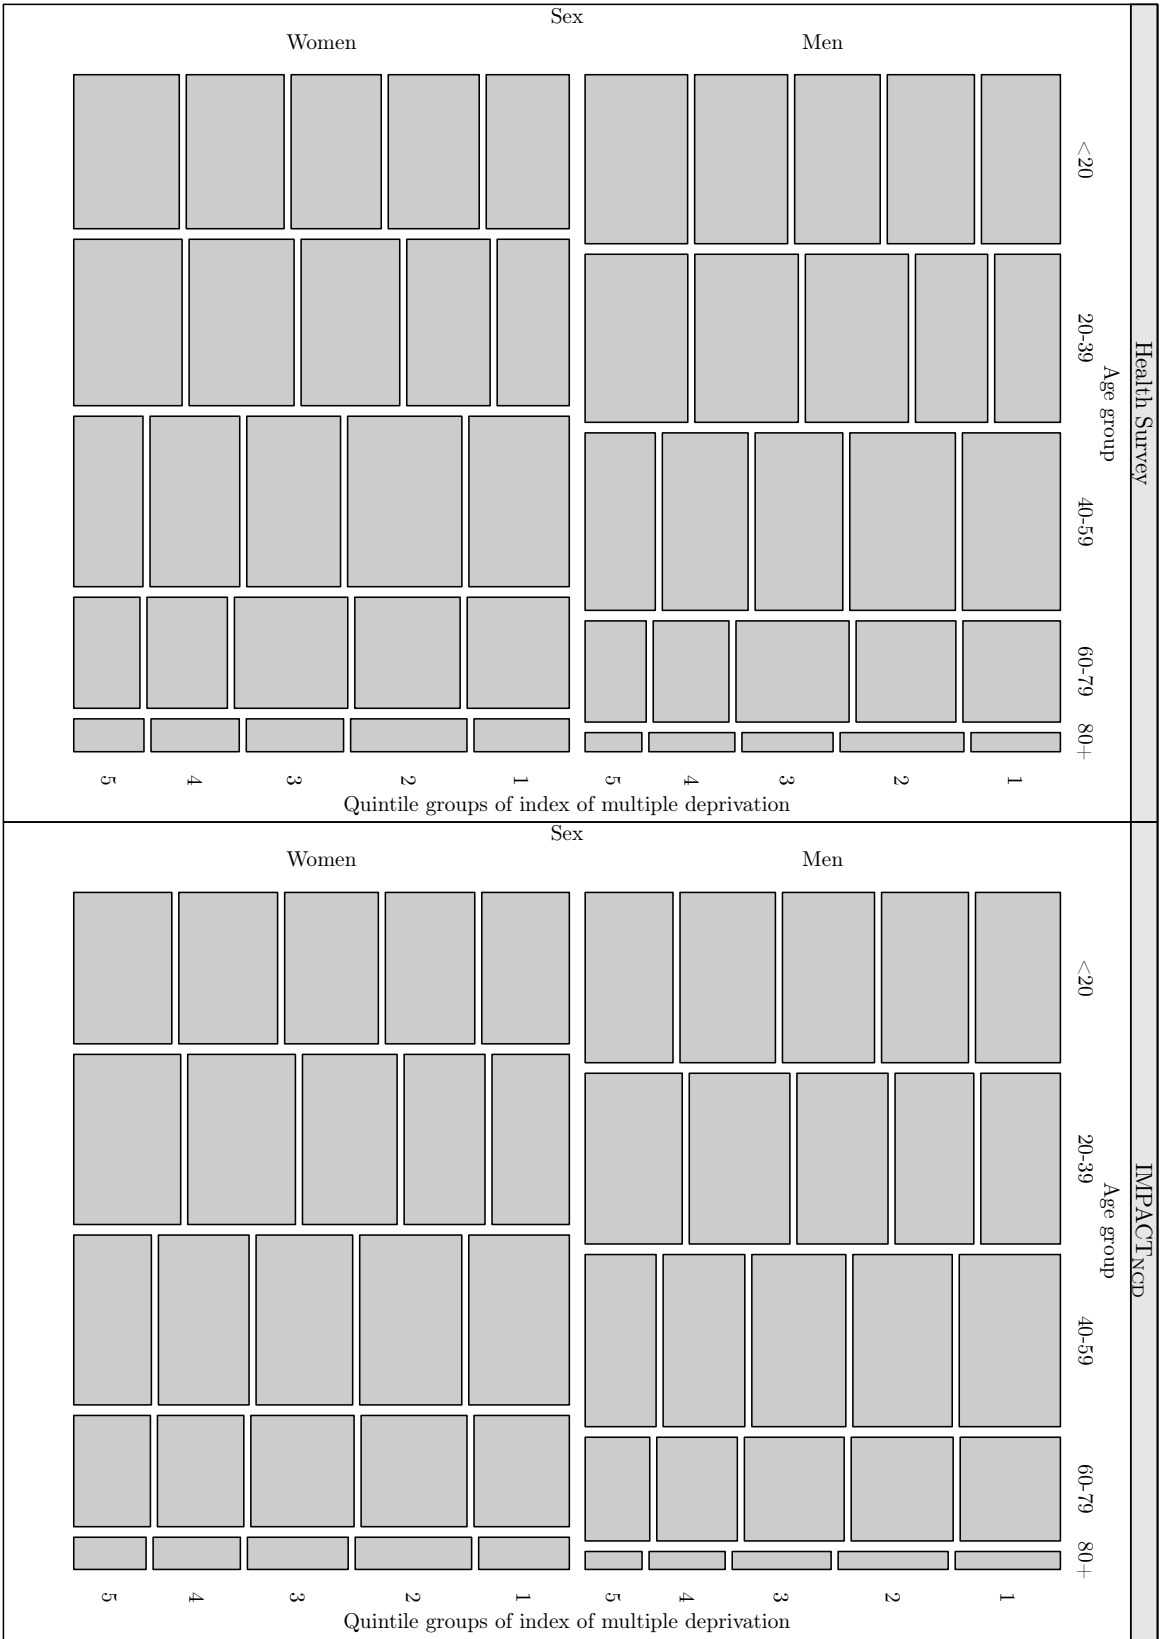 Health Survey
Sex
Women
Men
<20
20-39
40-59
60-79
80+
Age group
5
4
3
2
1
5
4
3
2
1
Quintile groups of index of multiple deprivation
IMPACT_NCD
Sex
Women
Men
<20
20-39
40-59
60-79
80+
Age group
5
4
3
2
1
5
4
3
2
1
Quintile groups of index of multiple deprivation